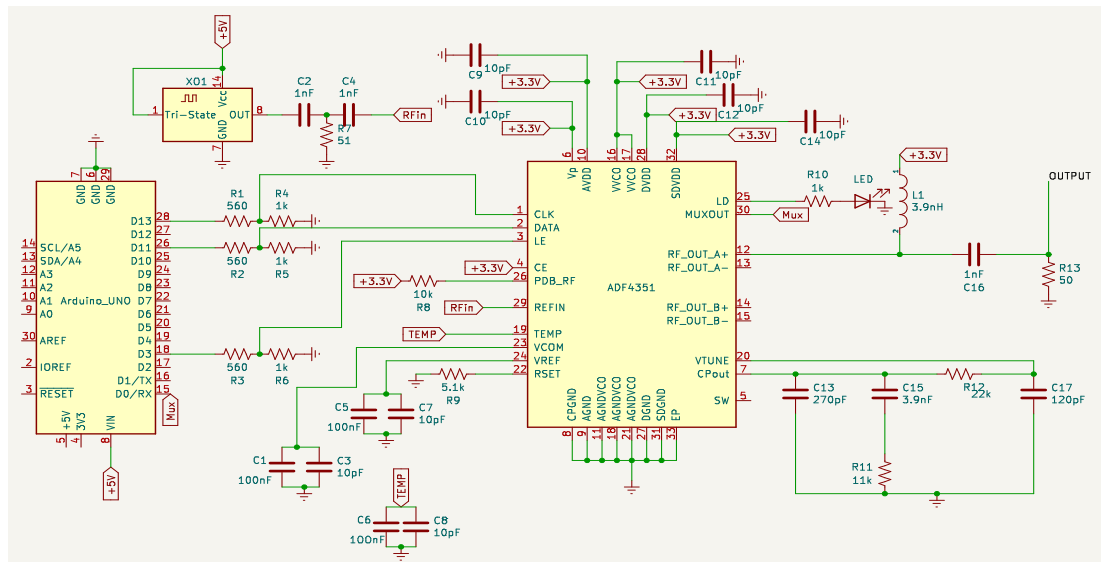 +5V
XO1
14
Vcc
1
Tri-State
OUT
8
GND
7
C2
1nF
C4
1nF
RFin
R7
51
C9
10pF
+3.3V
C10
10pF
+3.3V
C11
10pF
+3.3V
C12
10pF
+3.3V
C14
10pF
+3.3V
7
6
29
GND
GND
GND
D13
28
D12
27
D11
26
D10
25
D9
24
D8
23
D7
22
D6
21
D5
20
D4
19
D3
18
D2
17
D1/TX
16
D0/RX
15
14
SCL/A5
13
SDA/A4
12
A3
11
A2
10
A1
9
A0
Arduino_UNO
30
AREF
2
IOREF
3
RESET
+5V
3V3
VIN
5
4
8
+5V
Mux
R1
560
R4
1k
560
R2
1k
R5
560
R3
1k
R6
6
10
16
17
28
32
Vp
AVDD
VVCO
VVCO
DVDD
SDVDD
1
CLK
2
DATA
3
LE
+3.3V
4
CE
+3.3V
10k
R8
26
PDB_RF
RFin
29
REFIN
TEMP
19
TEMP
23
VCOM
24
VREF
22
RSET
5.1k
R9
ADF4351
LD
25
MUXOUT
30
Mux
RF_OUT_A+
12
RF_OUT_A-
13
RF_OUT_B+
14
RF_OUT_B-
15
VTUNE
20
CPout
7
SW
5
CPGND
AGND
AGNDVCO
AGNDVCO
AGNDVCO
DGND
SDGND
EP
8
9
11
18
21
27
31
33
R10
1k
LED
+3.3V
1
L1
3.9nH
2
OUTPUT
1nF
C16
R13
50
C13
270pF
C15
3.9nF
R12
22k
C17
120pF
R11
11k
C5
100nF
C7
10pF
C1
100nF
C3
10pF
TEMP
C6
100nF
C8
10pF